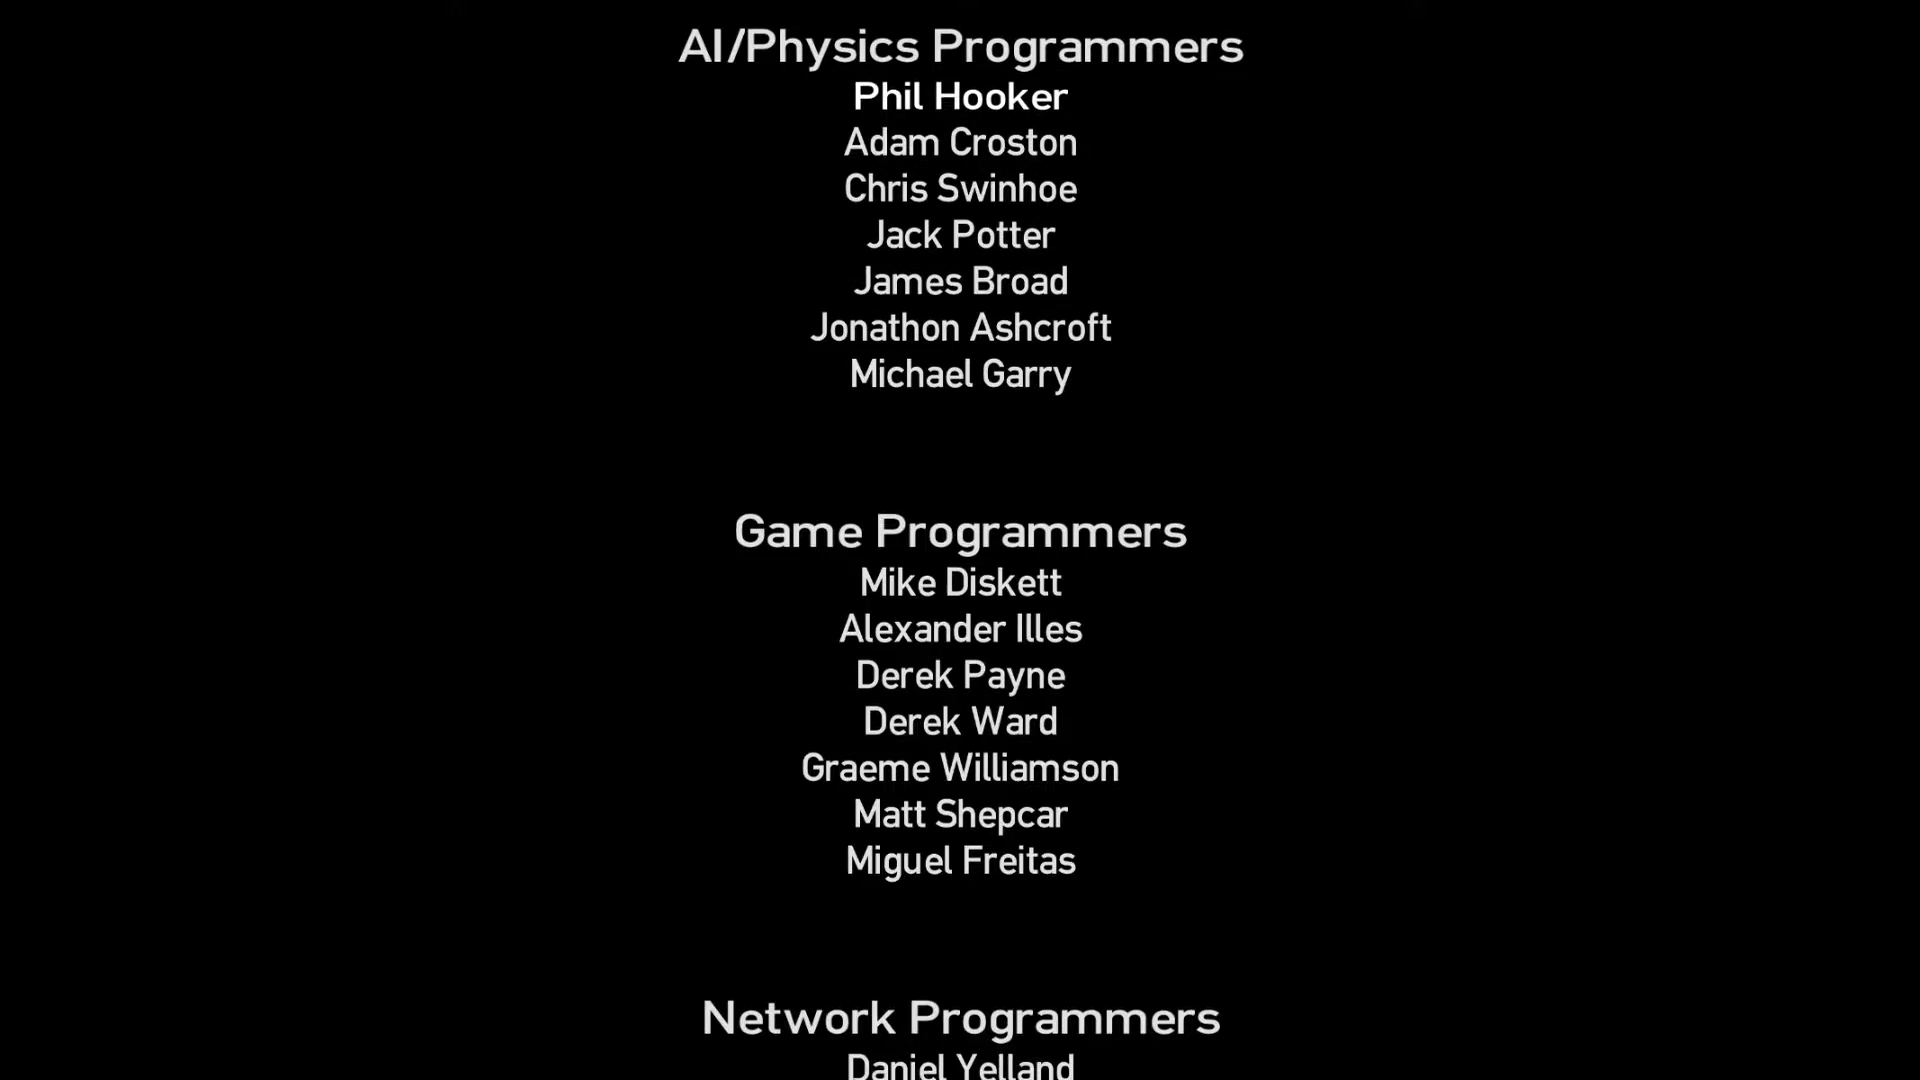 AI/Physics Programmers
Phil Hooker
Adam Croston
Chris Swinhoe
Jack Potter
James Broad
Jonathon Ashcroft
Michael Garry
Game Programmers
Mike Diskett
Alexander Illes
Derek Payne
Derek Ward
Graeme Williamson
Matt Shepcar
Miguel Freitas
Network Programmers
Daniel Yelland